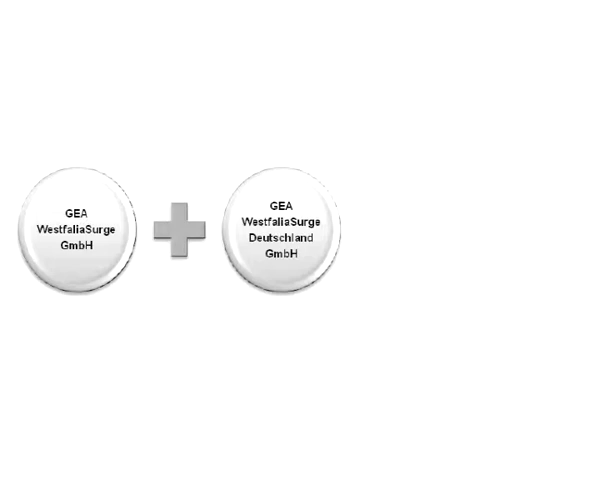 GEA
WestfaliaSurge
GmbH
GEA
WestfaliaSurge
Deutschland
GmbH